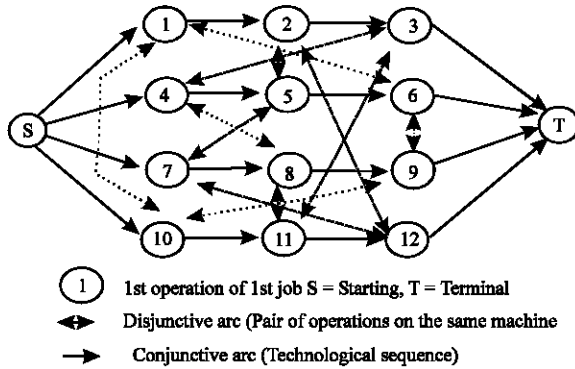 1 2 3
4 5 6
S T
7 8 9
10 11 12
1 1st operation of 1st job S = Starting, T = Terminal
Disjunctive arc (Pair of operations on the same machine
Conjunctive arc (Technological sequence)